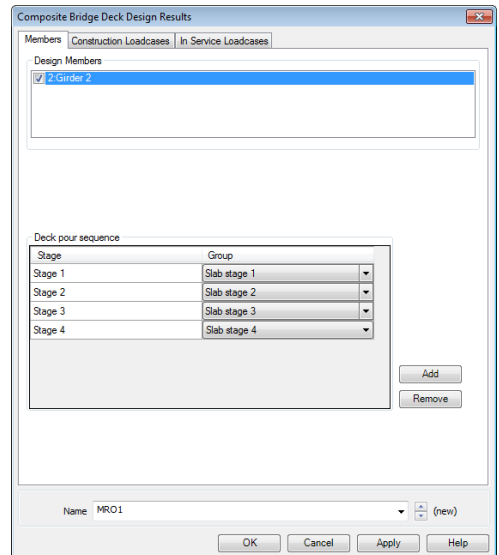 Composite Bridge Deck Design Results
Members Construction Loadcases In Service Loadcases
Design Members
2:Girder 2
Deck pour sequence
Stage Group
Stage 1 Slab stage 1
Stage 2 Slab stage 2
Stage 3 Slab stage 3
Stage 4 Slab stage 4
Add
Remove
Name MRO1 (new)
OK Cancel Apply Help